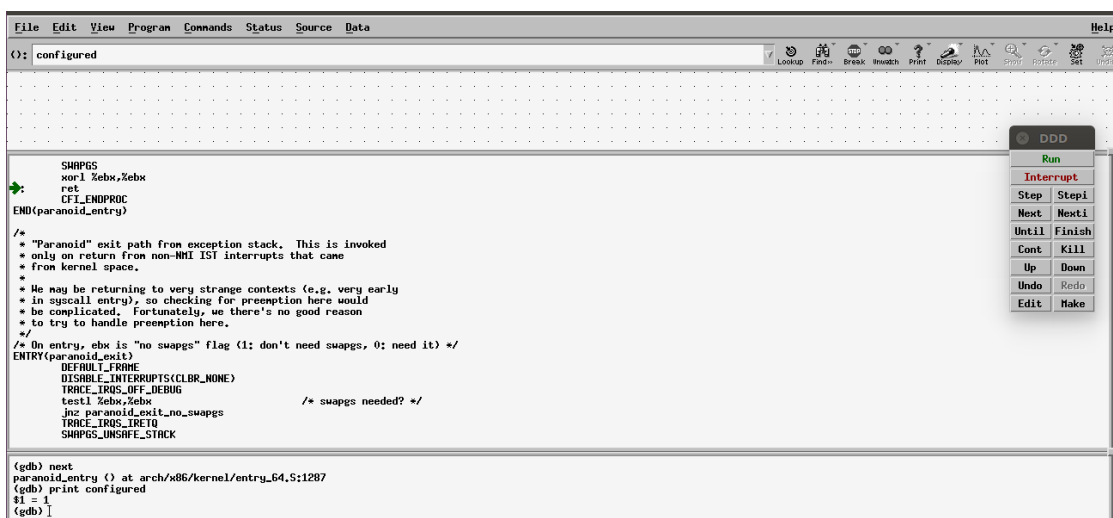 File Edit View Program Commands Status Source Data Help
(): configured
Lookup Find» Break Unwatch Print Display Plot Show Rotate Set Undisp
DDD
Run
Interrupt
Step Stepi
Next Nexti
Until Finish
Cont Kill
Up Down
Undo Redo
Edit Make
SWAPGS
xorl %ebx,%ebx
ret
CFI_ENDPROC
END(paranoid_entry)
/*
* "Paranoid" exit path from exception stack.  This is invoked
* only on return from non-NMI IST interrupts that came
* from kernel space.
*
* We may be returning to very strange contexts (e.g. very early
* in syscall entry), so checking for preemption here would
* be complicated.  Fortunately, we there's no good reason
* to try to handle preemption here.
*/
/* On entry, ebx is "no swapgs" flag (1: don't need swapgs, 0: need it) */
ENTRY(paranoid_exit)
DEFAULT_FRAME
DISABLE_INTERRUPTS(CLBR_NONE)
TRACE_IRQS_OFF_DEBUG
testl %ebx,%ebx /* swapgs needed? */
jnz paranoid_exit_no_swapgs
TRACE_IRQS_IRETQ
SWAPGS_UNSAFE_STACK
(gdb) next
paranoid_entry () at arch/x86/kernel/entry_64.S:1287
(gdb) print configured
$1 = 1
(gdb)